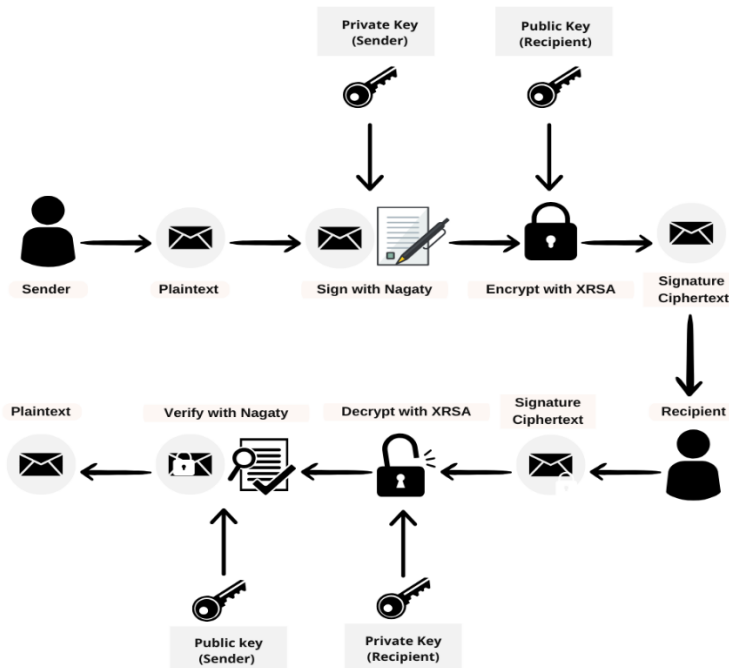 Private Key
(Sender)
Public Key
(Recipient)
Sender
Plaintext
Sign with Nagaty
Encrypt with XRSA
Signature
Ciphertext
Plaintext
Verify with Nagaty
Decrypt with XRSA
Signature
Ciphertext
Recipient
Public key
(Sender)
Private Key
(Recipient)